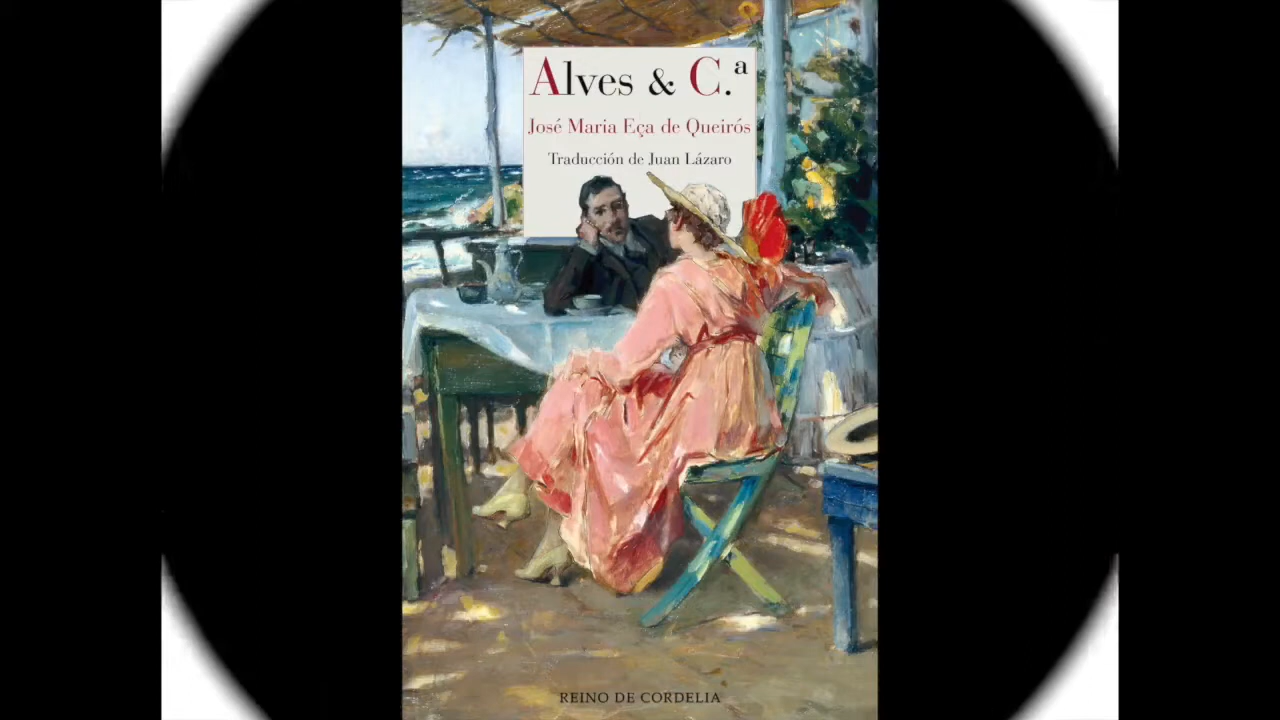 Alves & C.ª
José Maria Eça de Queirós
Traducción de Juan Lázaro
REINO DE CORDELIA